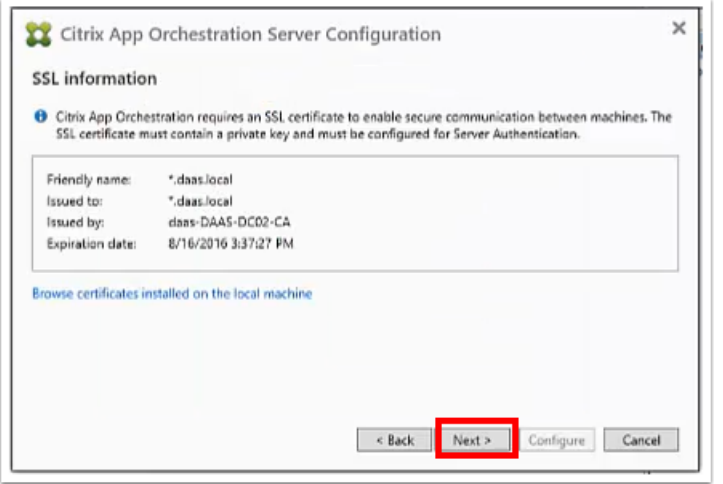 Citrix App Orchestration Server Configuration
SSL information
Citrix App Orchestration requires an SSL certificate to enable secure communication between machines. The
SSL certificate must contain a private key and must be configured for Server Authentication.
Friendly name: *.daas.local
Issued to: *.daas.local
Issued by: daas-DAAS-DC02-CA
Expiration date: 8/16/2016 3:37:27 PM
Browse certificates installed on the local machine
< Back Next > Configure Cancel